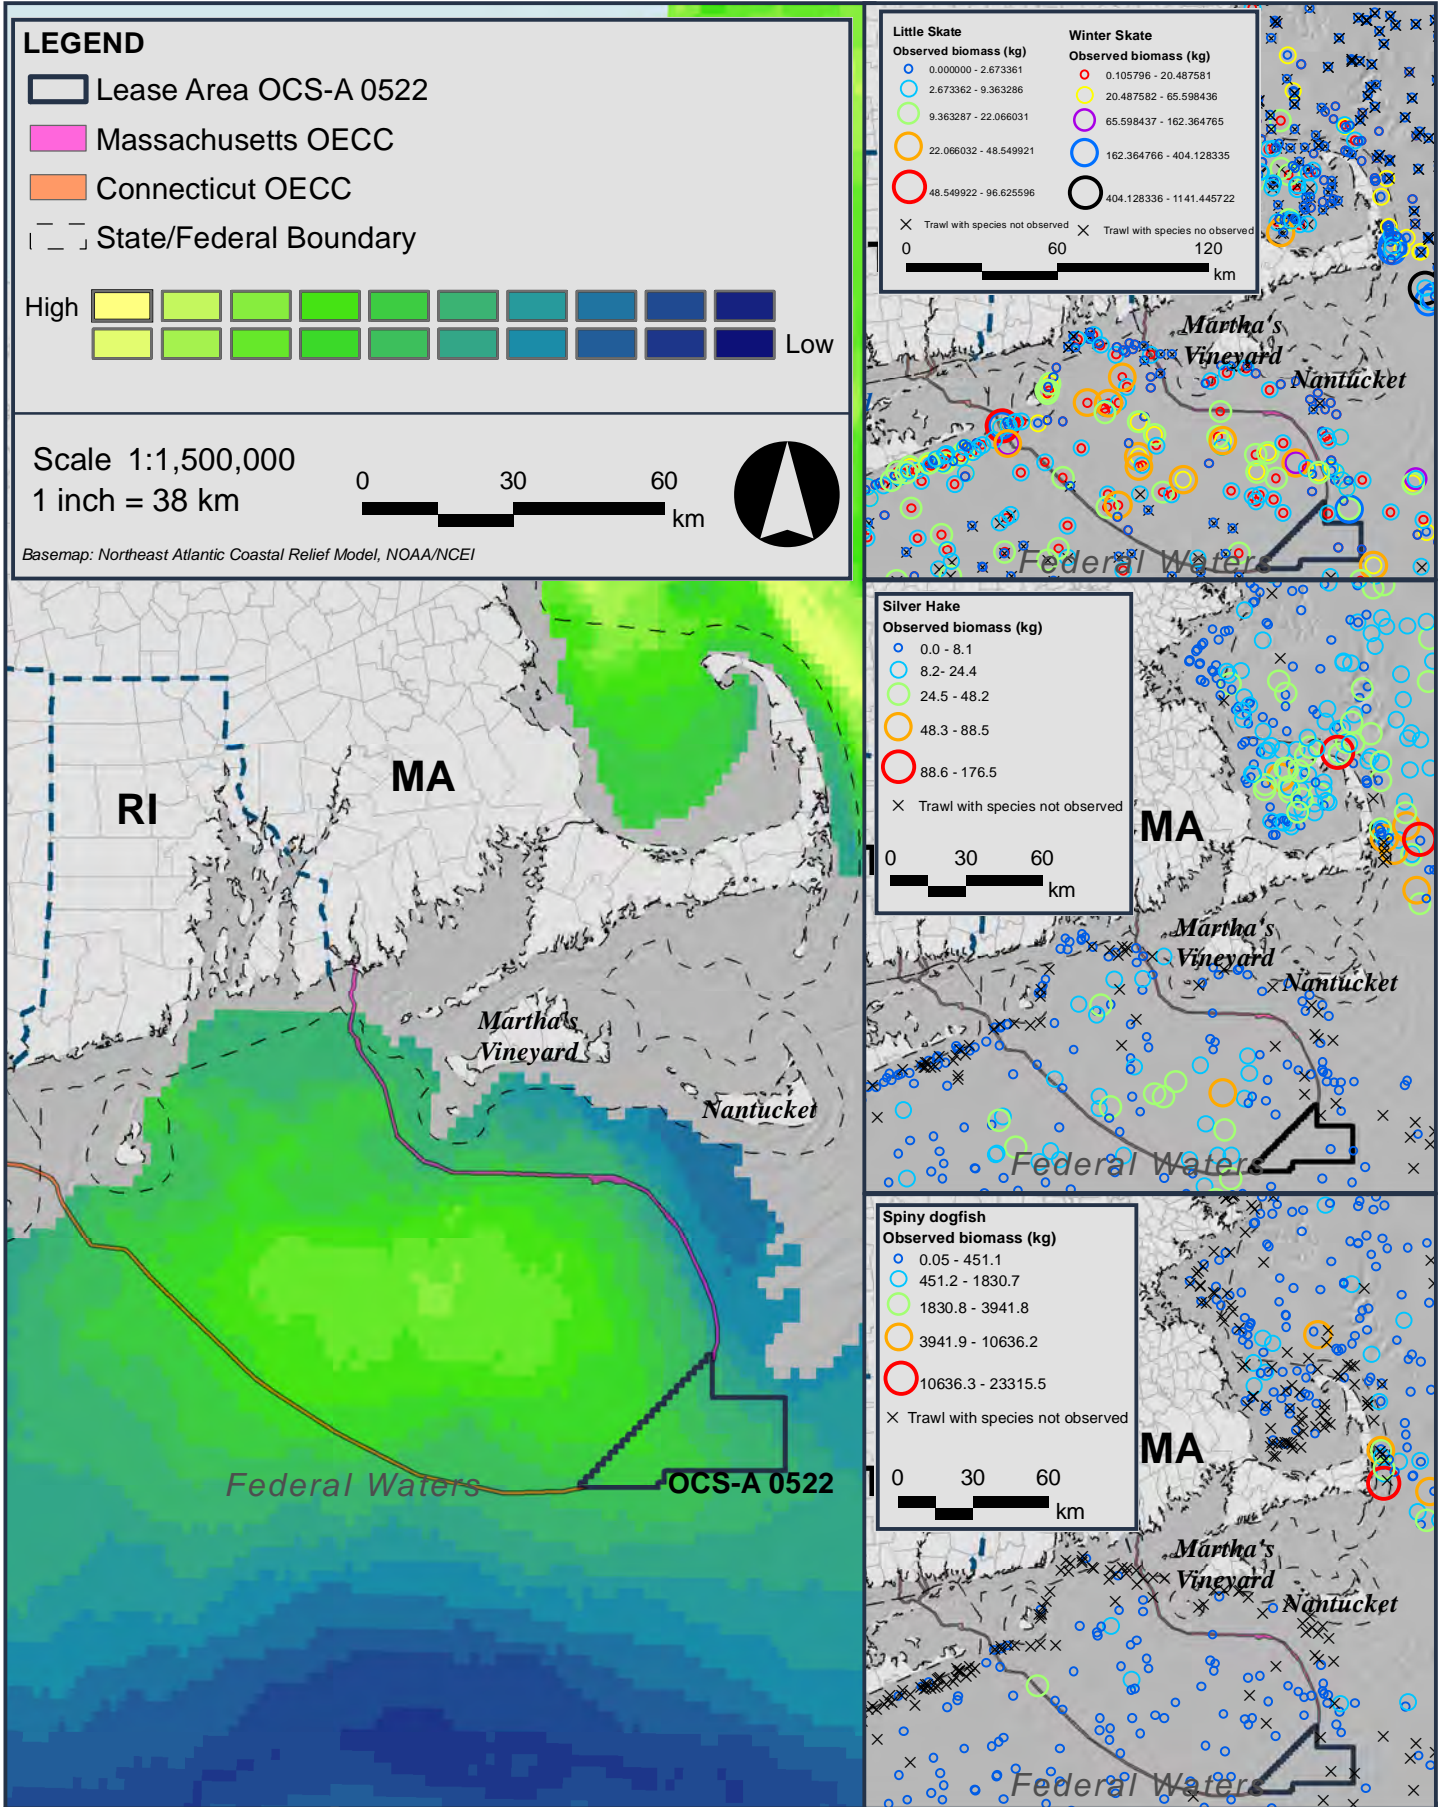 LEGEND
Lease Area OCS-A 0522
Massachusetts OECC
Connecticut OECC
State/Federal Boundary
High
Low
Scale 1:1,500,000
1 inch = 38 km
0 30 60
km
Basemap: Northeast Atlantic Coastal Relief Model, NOAA/NCEI
RI
MA
Martha's
Vineyard
Nantucket
Federal Waters
OCS-A 0522
Little Skate
Observed biomass (kg)
0.000000 - 2.673361
2.673362 - 9.363286
9.363287 - 22.066031
22.066032 - 48.549921
48.549922 - 96.625596
Trawl with species not observed
Winter Skate
Observed biomass (kg)
0.105796 - 20.487581
20.487582 - 65.598436
65.598437 - 162.364765
162.364766 - 404.128335
404.128336 - 1141.445722
Trawl with species no observed
0 60 120
km
Martha's
Vineyard
Nantucket
Federal Waters
Silver Hake
Observed biomass (kg)
0.0 - 8.1
8.2- 24.4
24.5 - 48.2
48.3 - 88.5
88.6 - 176.5
Trawl with species not observed
0 30 60
km
MA
Martha's
Vineyard
Nantucket
Federal Waters
Spiny dogfish
Observed biomass (kg)
0.05 - 451.1
451.2 - 1830.7
1830.8 - 3941.8
3941.9 - 10636.2
10636.3 - 23315.5
Trawl with species not observed
0 30 60
km
MA
Martha's
Vineyard
Nantucket
Federal Waters